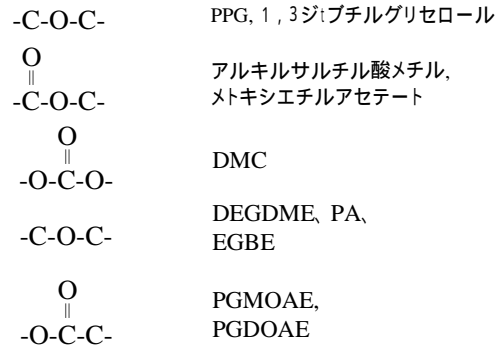 -C-O-C- PPG, 1，3ジtブチルグリセロール
O
||
-C-O-C- アルキルサルチル酸メチル,
メトキシエチルアセテート
O
||
-O-C-O- DMC
-C-O-C- DEGDME、PA、
EGBE
O
||
-O-C-C- PGMOAE,
PGDOAE